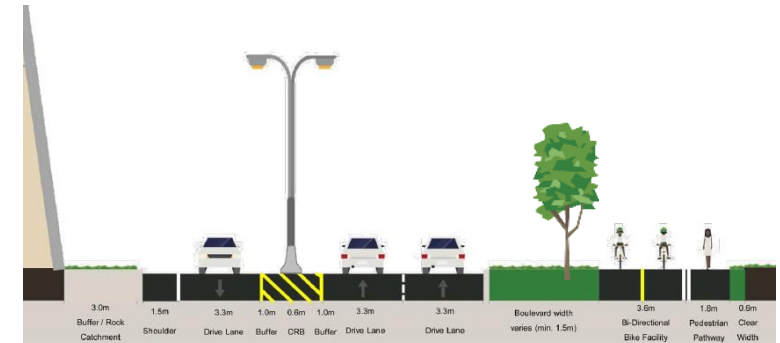 3.0m
Buffer / Rock
Catchment
1.5m
Shoulder
3.3m
Drive Lane
1.0m
Buffer
0.6m
CRB
1.0m
Buffer
3.3m
Drive Lane
3.3m
Drive Lane
Boulevard width
varies (min. 1.5m)
3.6m
Bi-Directional
Bike Facility
1.8m
Pedestrian
Pathway
0.6m
Clear
Width